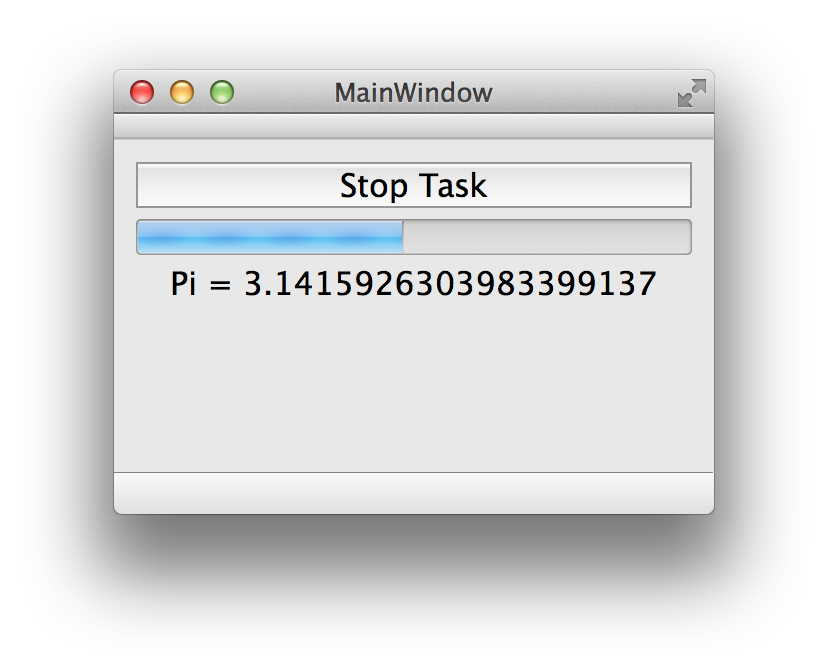 MainWindow
Stop Task
Pi = 3.1415926303983399137